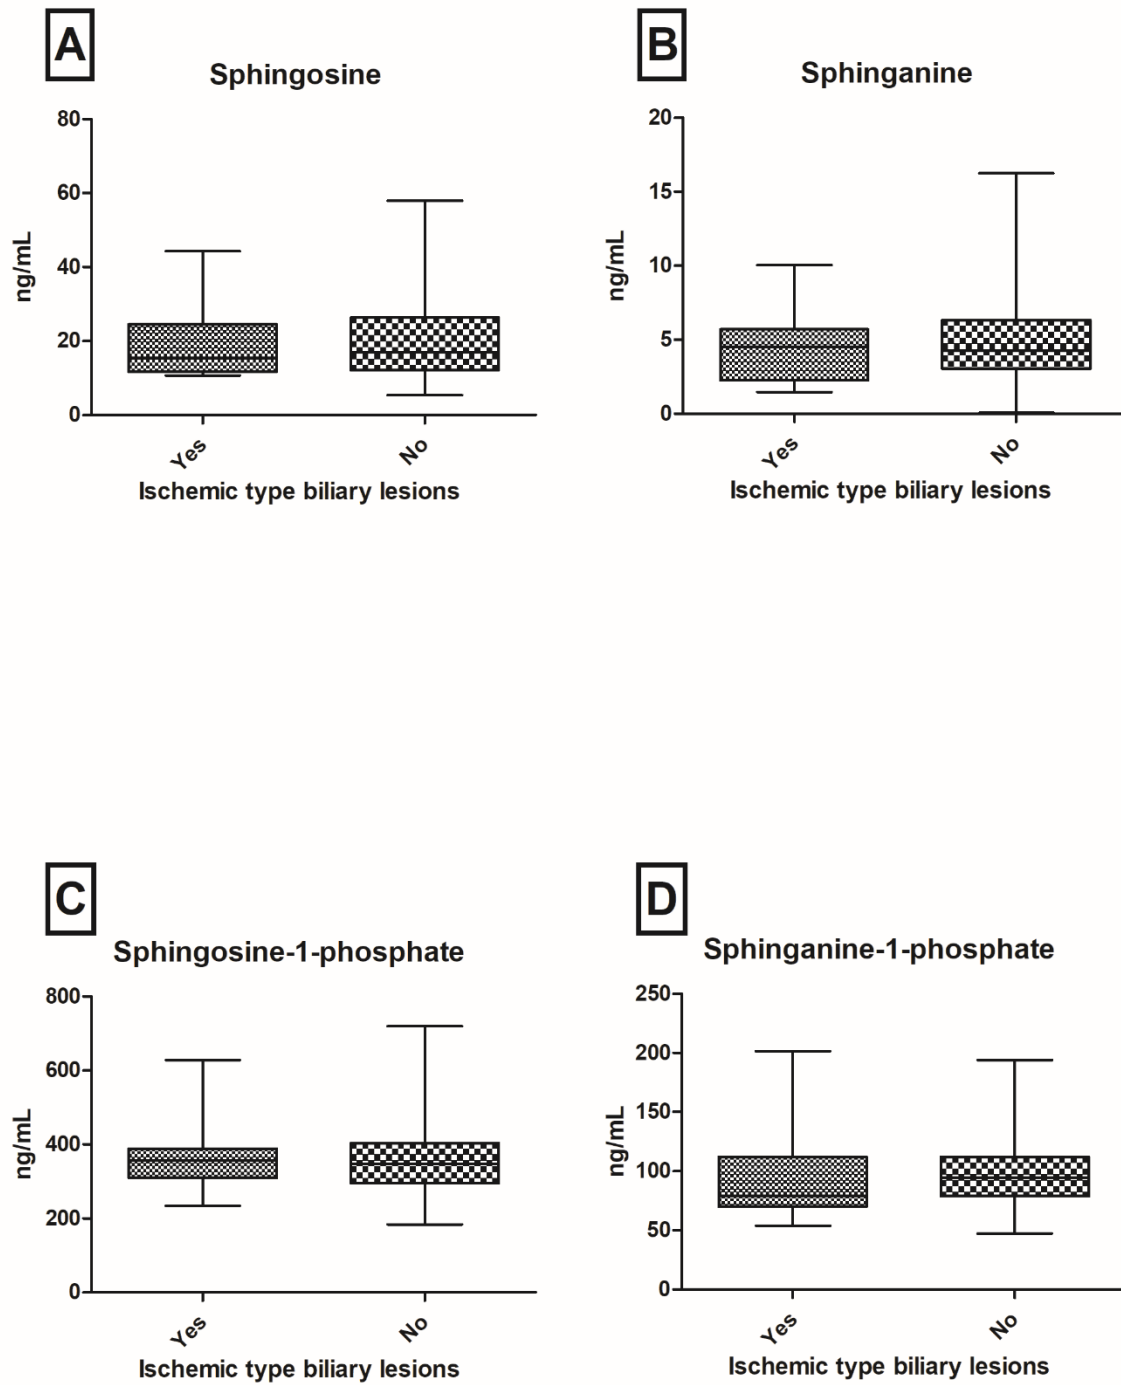 A
Sphingosine
80
60
40
20
0
ng/mL
Yes
No
Ischemic type biliary lesions
B
Sphinganine
20
15
10
5
0
ng/mL
Yes
No
Ischemic type biliary lesions
C
Sphingosine-1-phosphate
800
600
400
200
0
ng/mL
Yes
No
Ischemic type biliary lesions
D
Sphinganine-1-phosphate
250
200
150
100
50
0
ng/mL
Yes
No
Ischemic type biliary lesions